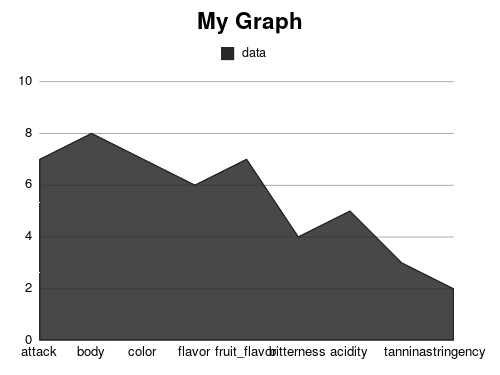 My Graph
data
10
8
6
4
2
0
attack body color flavor fruit_flavor bitterness acidity tannin astringency